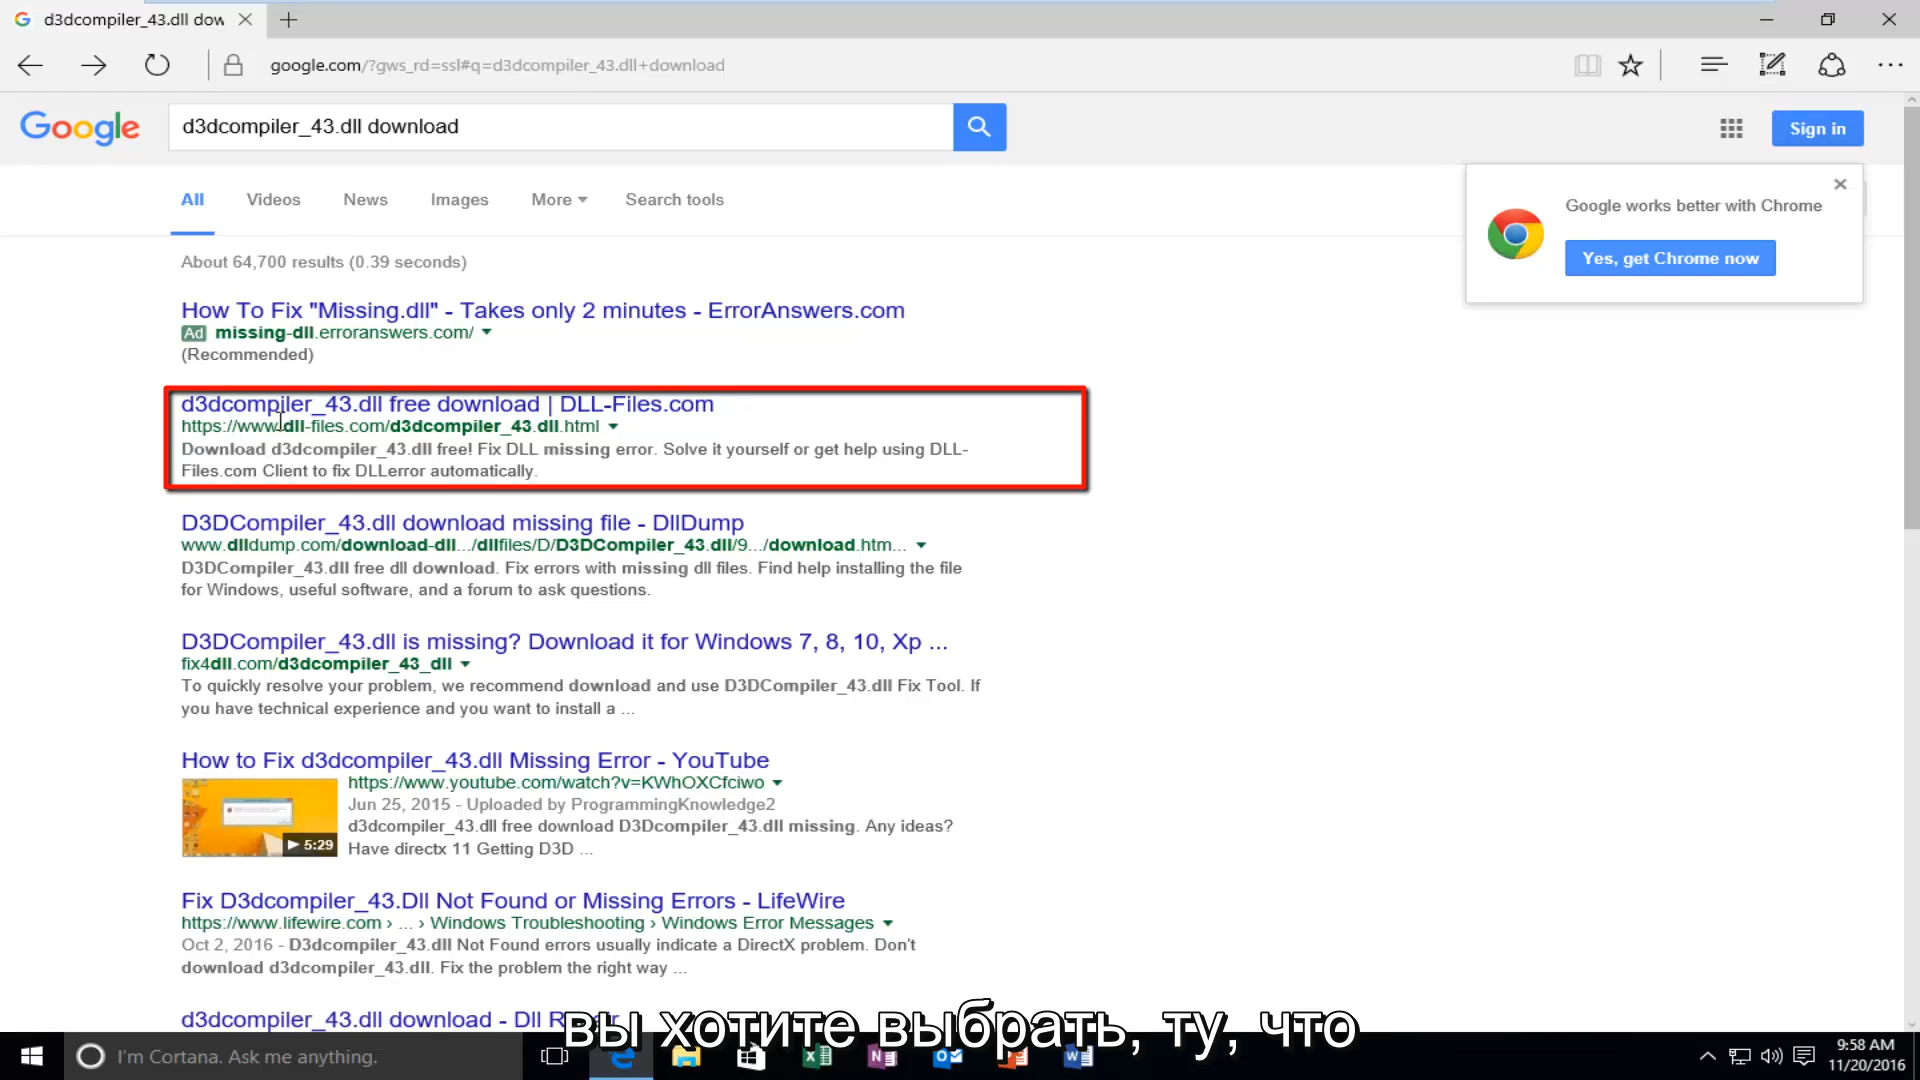 d3dcompiler_43.dll dow
google.com/?gws_rd=ssl#q=d3dcompiler_43.dll+download
Google
d3dcompiler_43.dll download
Sign in
All Videos News Images More Search tools
Google works better with Chrome
Yes, get Chrome now
About 64,700 results (0.39 seconds)
How To Fix "Missing.dll" - Takes only 2 minutes - ErrorAnswers.com
Ad missing-dll.erroranswers.com/
(Recommended)
d3dcompiler_43.dll free download | DLL-Files.com
https://www.dll-files.com/d3dcompiler_43.dll.html
Download d3dcompiler_43.dll free! Fix DLL missing error. Solve it yourself or get help using DLL-
Files.com Client to fix DLLerror automatically.
D3DCompiler_43.dll download missing file - DllDump
www.dlldump.com/download-dll.../dllfiles/D/D3DCompiler_43.dll/9.../download.htm...
D3DCompiler_43.dll free dll download. Fix errors with missing dll files. Find help installing the file
for Windows, useful software, and a forum to ask questions.
D3DCompiler_43.dll is missing? Download it for Windows 7, 8, 10, Xp ...
fix4dll.com/d3dcompiler_43_dll
To quickly resolve your problem, we recommend download and use D3DCompiler_43.dll Fix Tool. If
you have technical experience and you want to install a ...
How to Fix d3dcompiler_43.dll Missing Error - YouTube
https://www.youtube.com/watch?v=KWhOXCfciwo
Jun 25, 2015 - Uploaded by ProgrammingKnowledge2
d3dcompiler_43.dll free download D3Dcompiler_43.dll missing. Any ideas?
Have directx 11 Getting D3D ...
5:29
Fix D3dcompiler_43.Dll Not Found or Missing Errors - LifeWire
https://www.lifewire.com › ... › Windows Troubleshooting › Windows Error Messages
Oct 2, 2016 - D3dcompiler_43.dll Not Found errors usually indicate a DirectX problem. Don't
download d3dcompiler_43.dll. Fix the problem the right way ...
d3dcompiler_43.dll download - Dll
вы хотите выбрать, ту, что
I'm Cortana. Ask me anything.
9:58 AM
11/20/2016